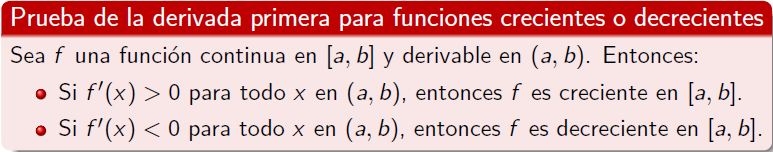 Prueba de la derivada primera para funciones crecientes o decrecientes
Sea f una función continua en [a, b] y derivable en (a, b). Entonces:
Si f′(x) > 0 para todo x en (a, b), entonces f es creciente en [a, b].
Si f′(x) < 0 para todo x en (a, b), entonces f es decreciente en [a, b].